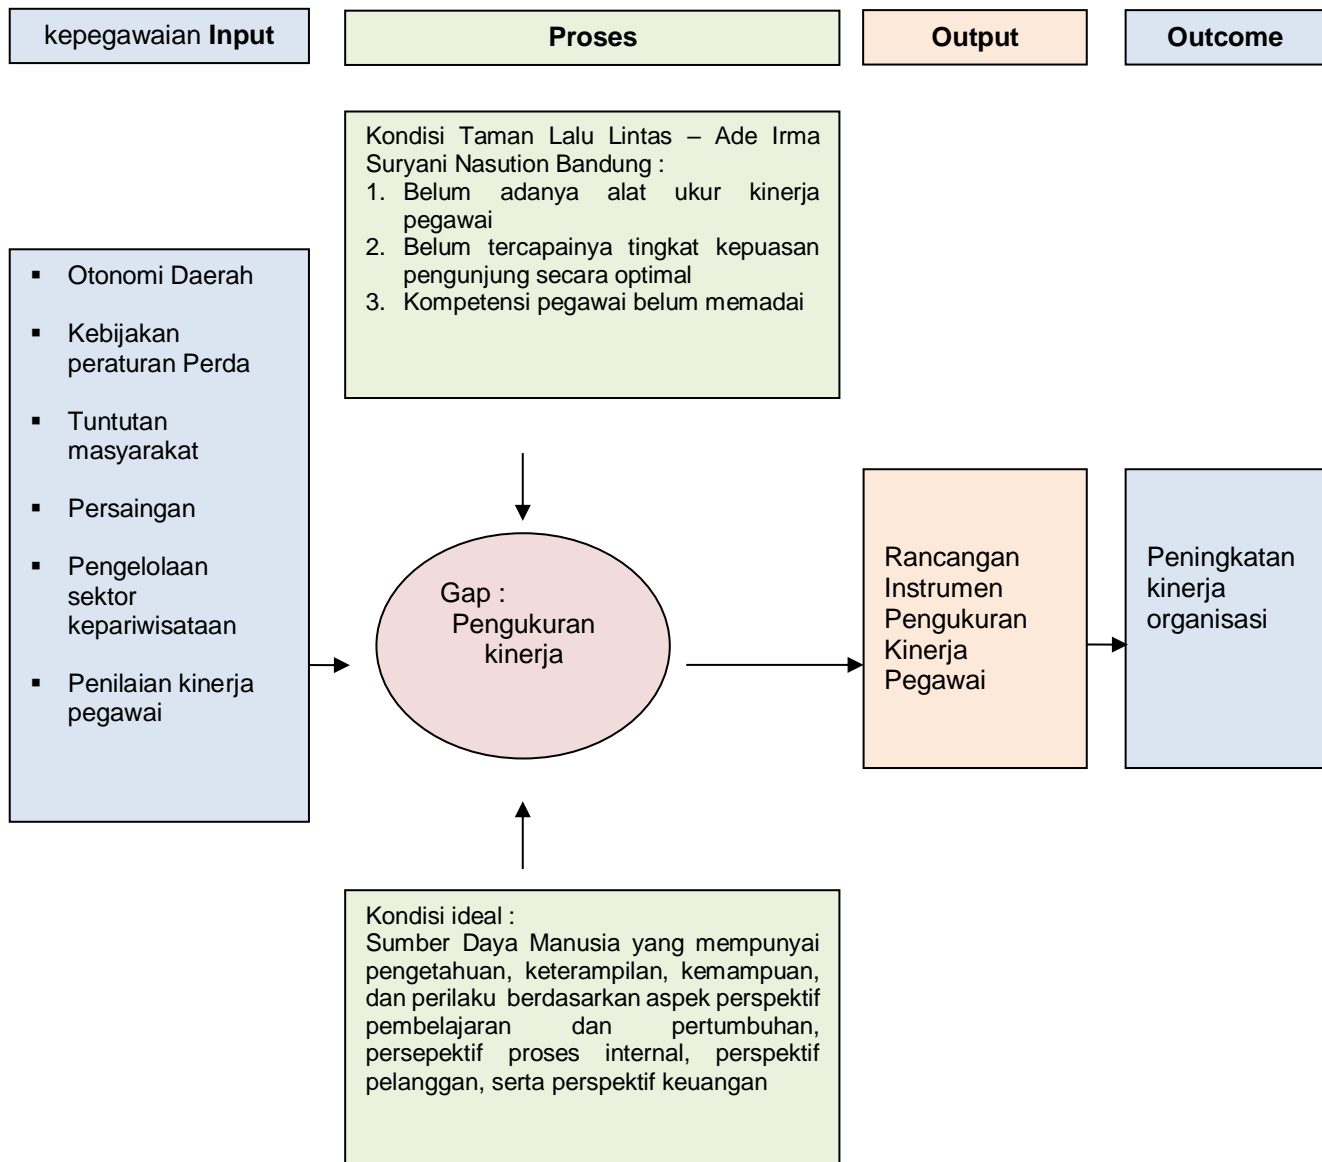 kepegawaian Input
Proses
Output
Outcome
Kondisi Taman Lalu Lintas – Ade Irma
Suryani Nasution Bandung :
1. Belum adanya alat ukur kinerja
pegawai
2. Belum tercapainya tingkat kepuasan
pengunjung secara optimal
3. Kompetensi pegawai belum memadai
▪ Otonomi Daerah
▪ Kebijakan
peraturan Perda
▪ Tuntutan
masyarakat
▪ Persaingan
▪ Pengelolaan
sektor
kepariwisataan
▪ Penilaian kinerja
pegawai
Gap :
Pengukuran
kinerja
Rancangan
Instrumen
Pengukuran
Kinerja
Pegawai
Peningkatan
kinerja
organisasi
Kondisi ideal :
Sumber Daya Manusia yang mempunyai
pengetahuan, keterampilan, kemampuan,
dan perilaku berdasarkan aspek perspektif
pembelajaran dan pertumbuhan,
persepektif proses internal, perspektif
pelanggan, serta perspektif keuangan